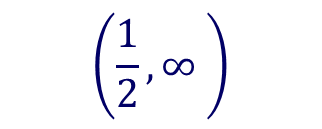 (1/2, ∞)